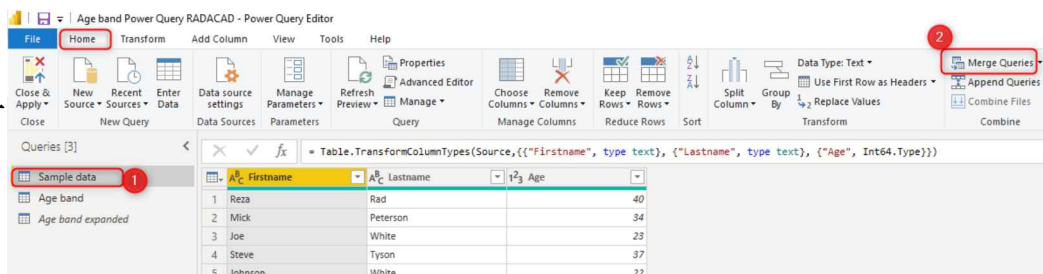 Age band Power Query RADACAD - Power Query Editor
File Home Transform Add Column View Tools Help
2
Close & Apply New Source Recent Sources Enter Data Data source settings Manage Parameters Refresh Preview Properties Advanced Editor Manage Choose Columns Remove Columns Keep Rows Remove Rows Split Column Group By Data Type: Text Use First Row as Headers Replace Values Merge Queries Append Queries Combine Files
Close New Query Data Sources Parameters Query Manage Columns Reduce Rows Sort Transform Combine
Queries [3]
fx = Table.TransformColumnTypes(Source,{{"Firstname", type text}, {"Lastname", type text}, {"Age", Int64.Type}})
Sample data 1
Age band
Age band expanded
ABC Firstname ABC Lastname 123 Age
1 Reza Rad 40
2 Mick Peterson 34
3 Joe White 23
4 Steve Tyson 37
5 Johnson White 22